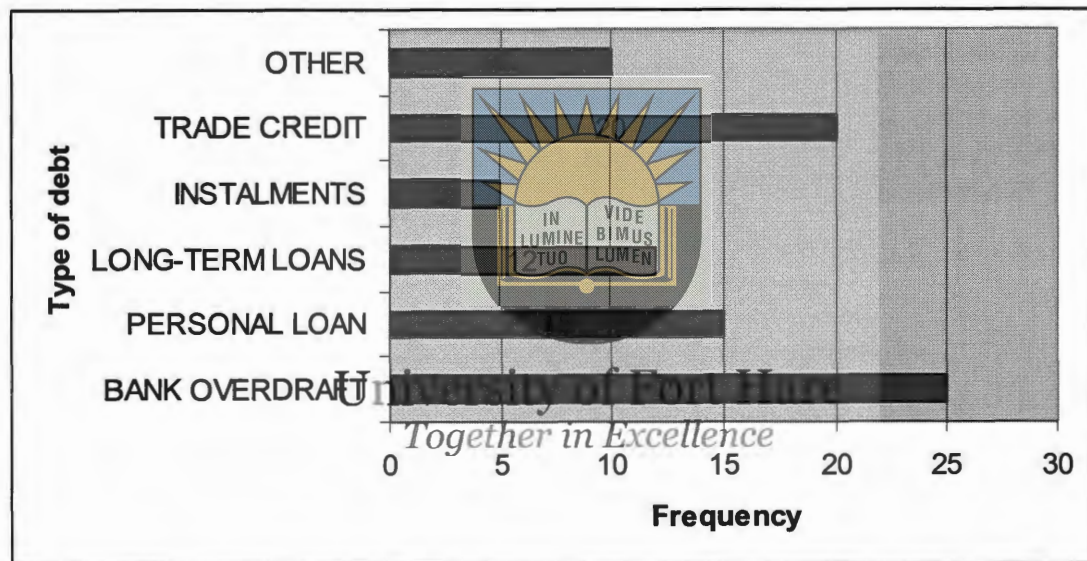 Type of debt
OTHER
TRADE CREDIT
INSTALMENTS
LONG-TERM LOANS
12
PERSONAL LOAN
BANK OVERDRAFT
IN LUMINE TUO
VIDE BIMUS LUMEN
University of Fort Hare
Together in Excellence
0 5 10 15 20 25 30
Frequency